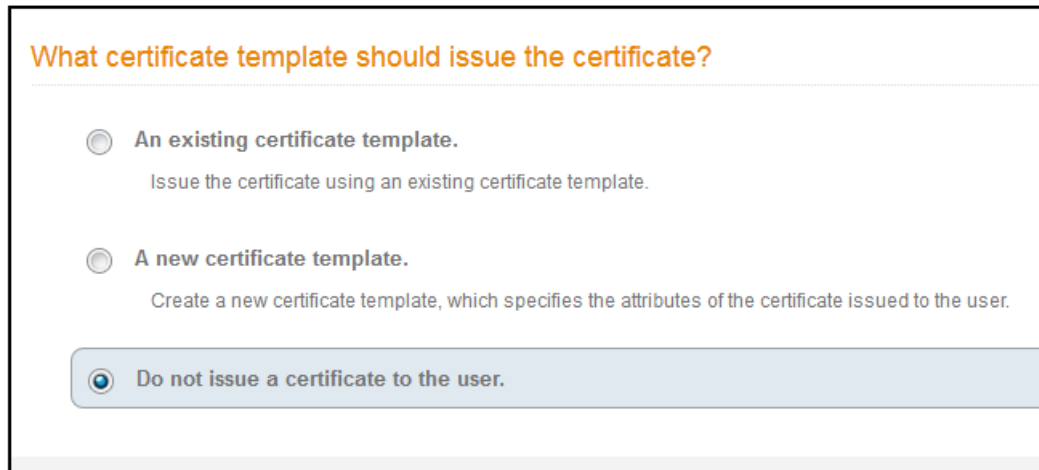 What certificate template should issue the certificate?
An existing certificate template.
Issue the certificate using an existing certificate template.
A new certificate template.
Create a new certificate template, which specifies the attributes of the certificate issued to the user.
Do not issue a certificate to the user.